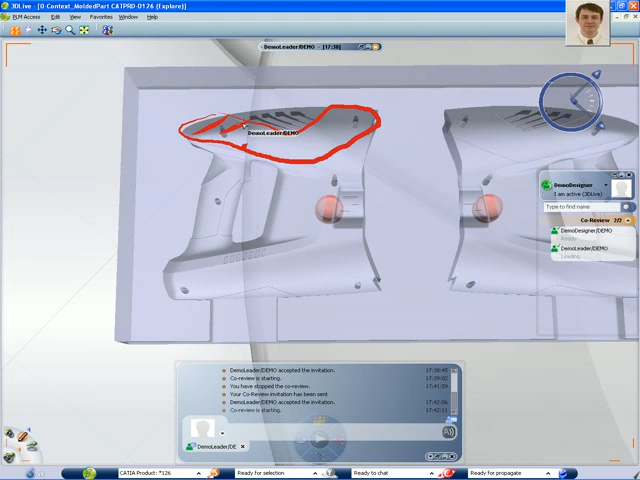 3DLive - [D-Context_MoldedPart CATPRD-0126 (Explore)]
PLM Access Edit View Favorites Window Help
DemoLeader/DEMO - [17:38]
DemoLeader/DEMO
DemoDesigner
I am active (3DLive)
Type to find name
Co-Review 2/2
DemoDesigner/DEMO
Ready
DemoLeader/DEMO
Leading
DemoLeader/DEMO accepted the invitation. 17:38:45
Co-review is starting. 17:39:02
You have stopped the co-review. 17:41:59
Your Co-Review invitation has been sent
DemoLeader/DEMO accepted the invitation. 17:42:06
Co-review is starting. 17:42:11
DemoLeader/DE
CATIA Product: *126 Ready for selection Ready to chat Ready for propagate